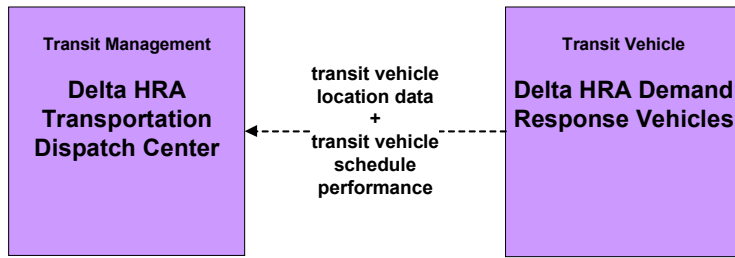 Transit Management
Delta HRA
Transportation
Dispatch Center
transit vehicle
location data
+
transit vehicle
schedule
performance
Transit Vehicle
Delta HRA Demand
Response Vehicles